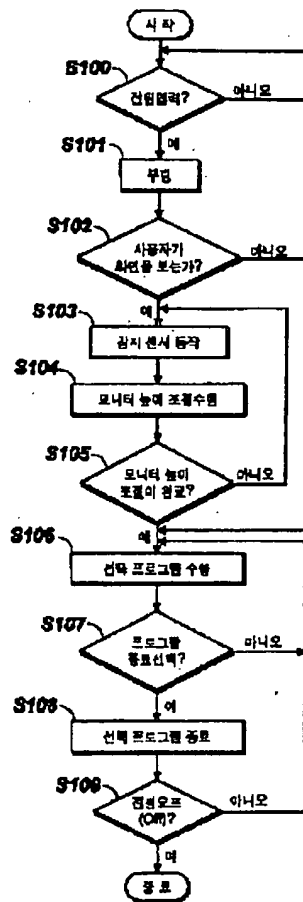 시 작
S100
전원입력?
아니오
예
S101
부팅
S102
사용자가
화면을 보는가?
아니오
예
S103
감지 센서 동작
S104
모니터 높이 조절수행
S105
모니터 높이
조절이 완료?
아니오
예
S106
선택 프로그램 수행
S107
프로그램
종료선택?
아니오
예
S108
선택 프로그램 종료
S109
전원오프
(Off)?
아니오
예
종 료